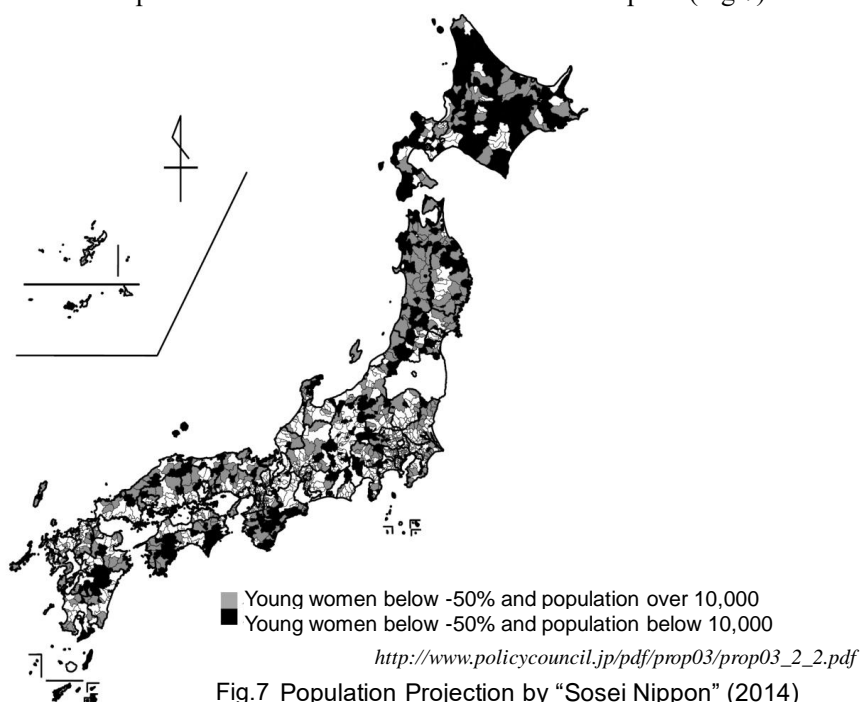 Young women below -50% and population over 10,000
Young women below -50% and population below 10,000
http://www.policycouncil.jp/pdf/prop03/prop03_2_2.pdf
Fig.7 Population Projection by “Sosei Nippon” (2014)